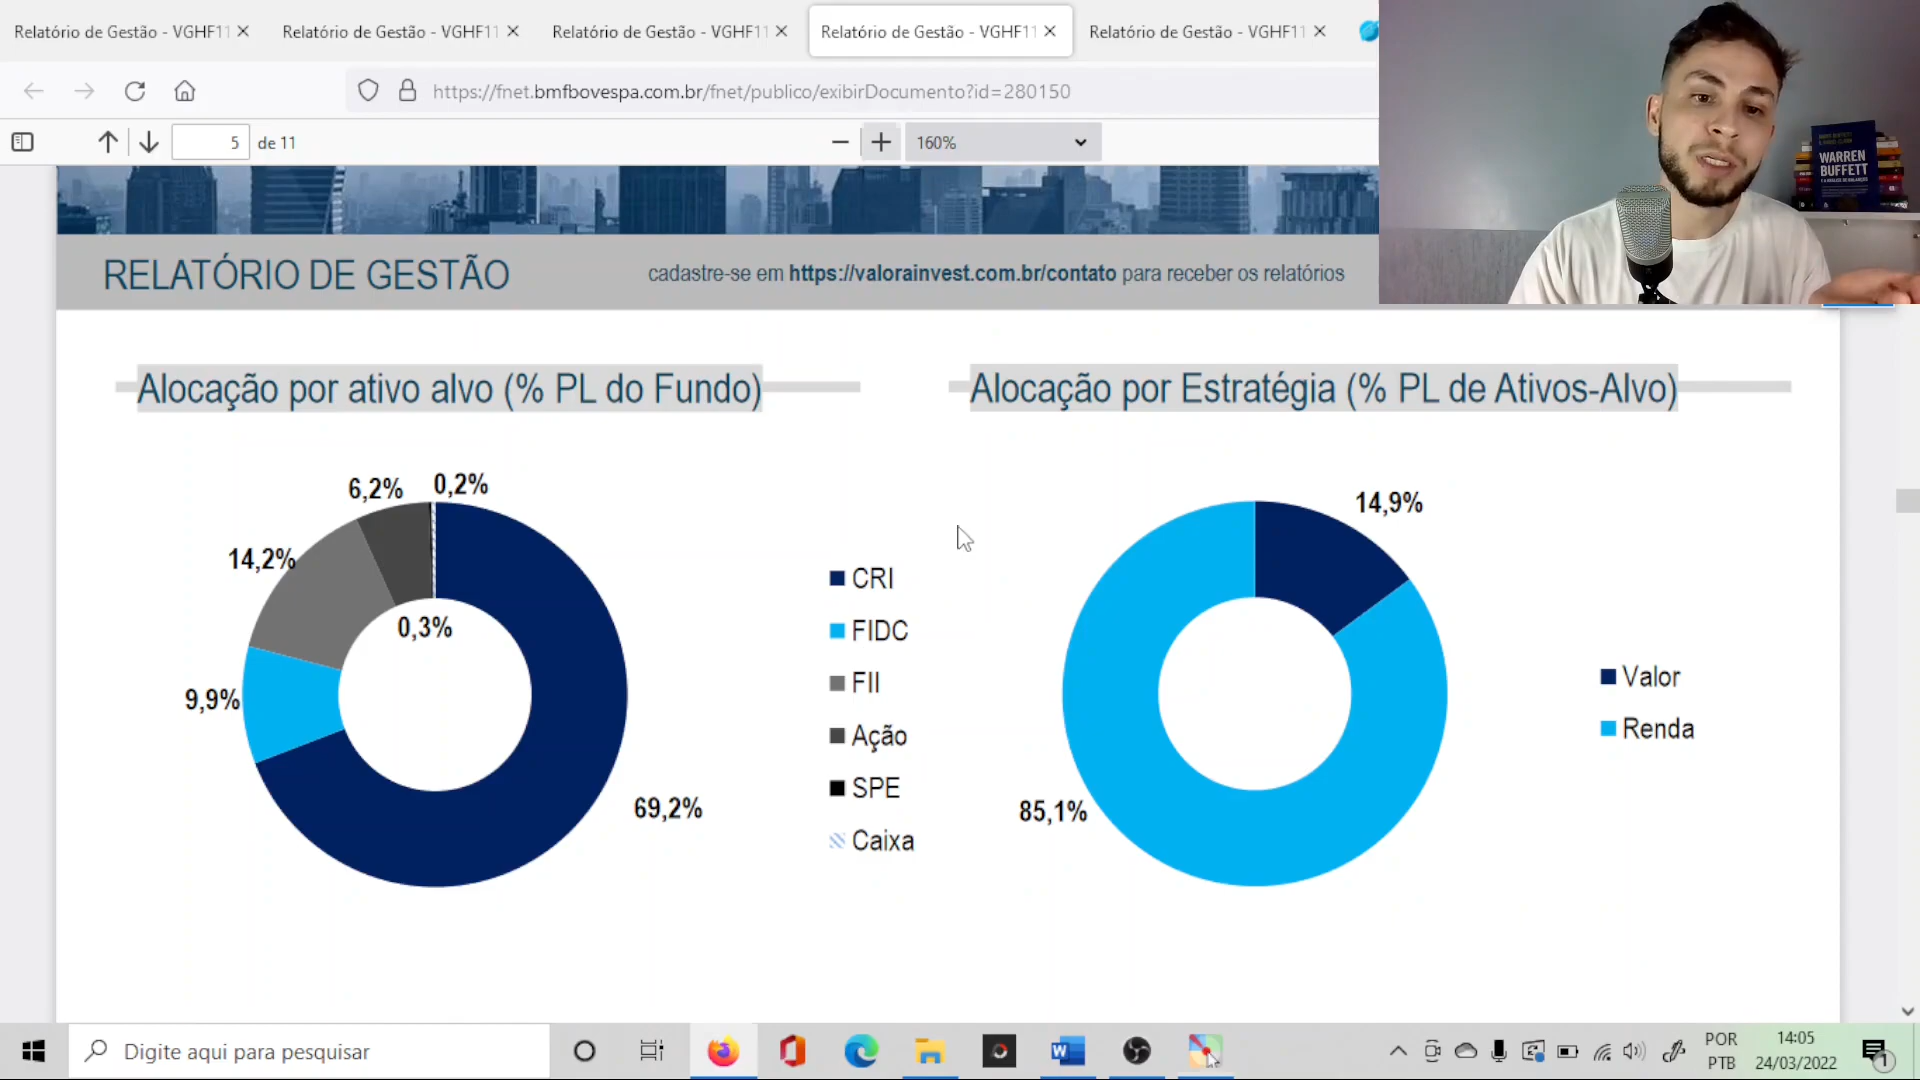 Relatório de Gestão - VGHF11
Relatório de Gestão - VGHF11
Relatório de Gestão - VGHF11
Relatório de Gestão - VGHF11
Relatório de Gestão - VGHF11
https://fnet.bmfbovespa.com.br/fnet/publico/exibirDocumento?id=280150
5 de 11
160%
WARREN
BUFFETT
RELATÓRIO DE GESTÃO
cadastre-se em https://valorainvest.com.br/contato para receber os relatórios
Alocação por ativo alvo (% PL do Fundo)
6,2%
0,2%
14,2%
0,3%
9,9%
69,2%
CRI
FIDC
FII
Ação
SPE
Caixa
Alocação por Estratégia (% PL de Ativos-Alvo)
14,9%
85,1%
Valor
Renda
Digite aqui para pesquisar
POR
PTB
14:05
24/03/2022
1